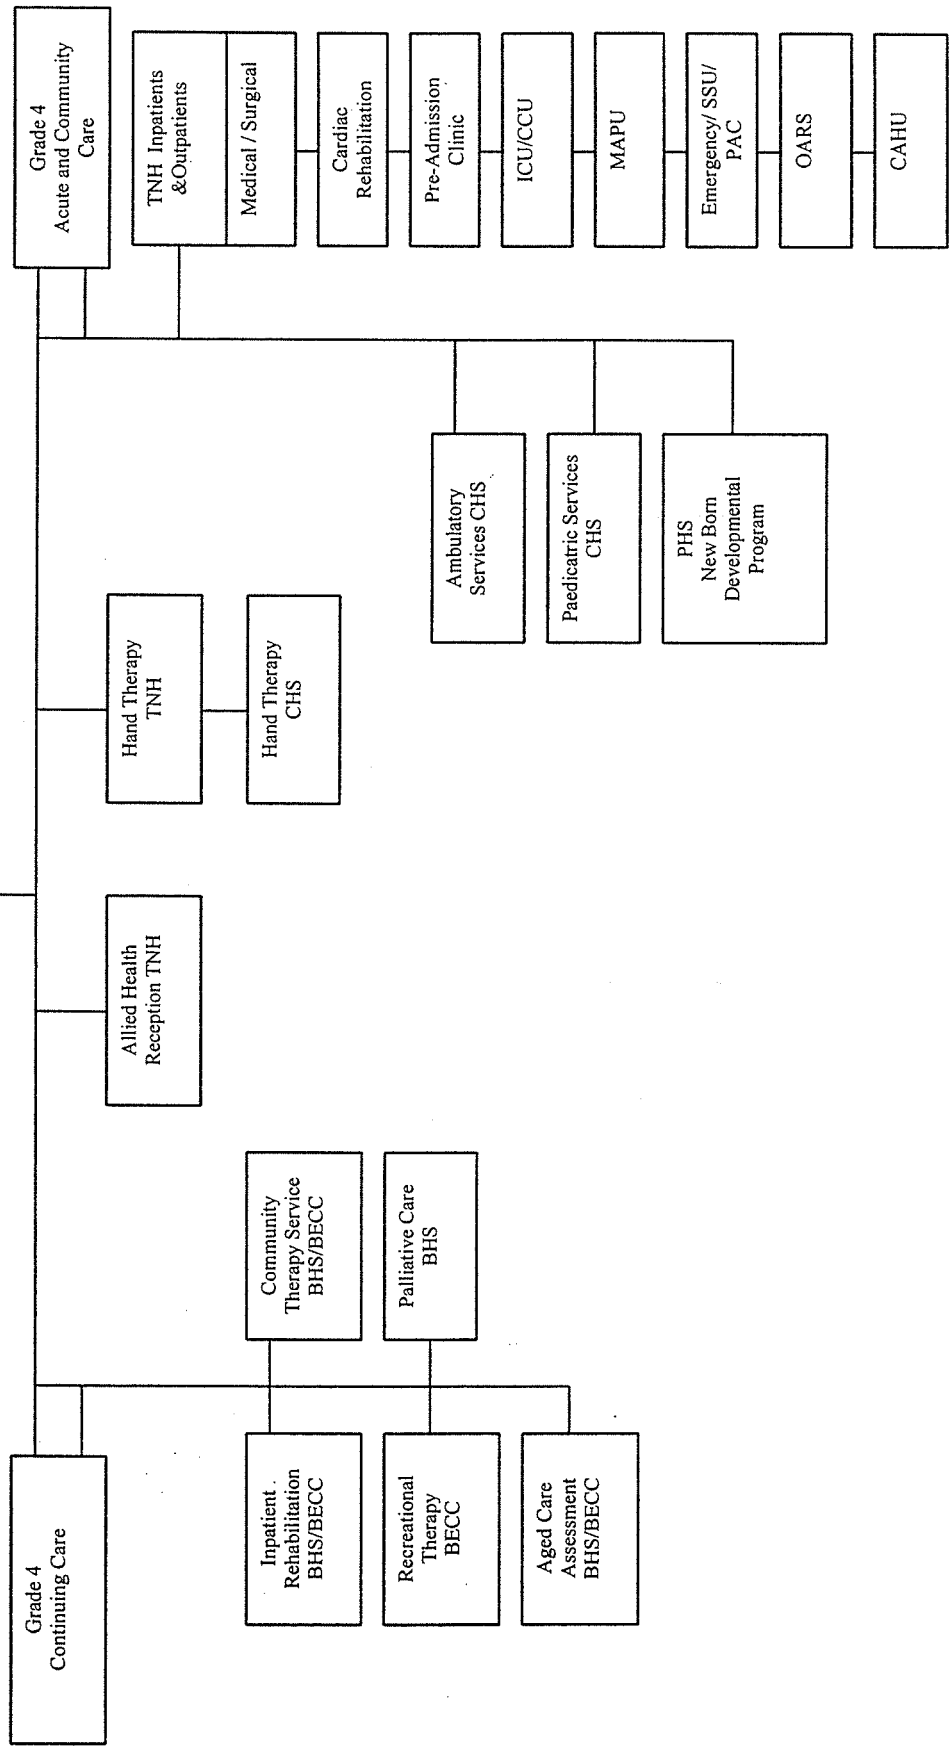 Grade 4
Continuing Care
Inpatient
Rehabilitation
BHS/BECC
Recreational
Therapy
BECC
Aged Care
Assessment
BHS/BECC
Community
Therapy Service
BHS/BECC
Palliative Care
BHS
Allied Health
Reception TNH
Hand Therapy
TNH
Hand Therapy
CHS
Grade 4
Acute and Community
Care
Ambulatory
Services CHS
Paedicatric Services
CHS
PHS
New Born
Developmental
Program
TNH Inpatients
&Outpatients
Medical / Surgical
Cardiac
Rehabilitation
Pre-Admission
Clinic
ICU/CCU
MAPU
Emergency/ SSU/
PAC
OARS
CAHU